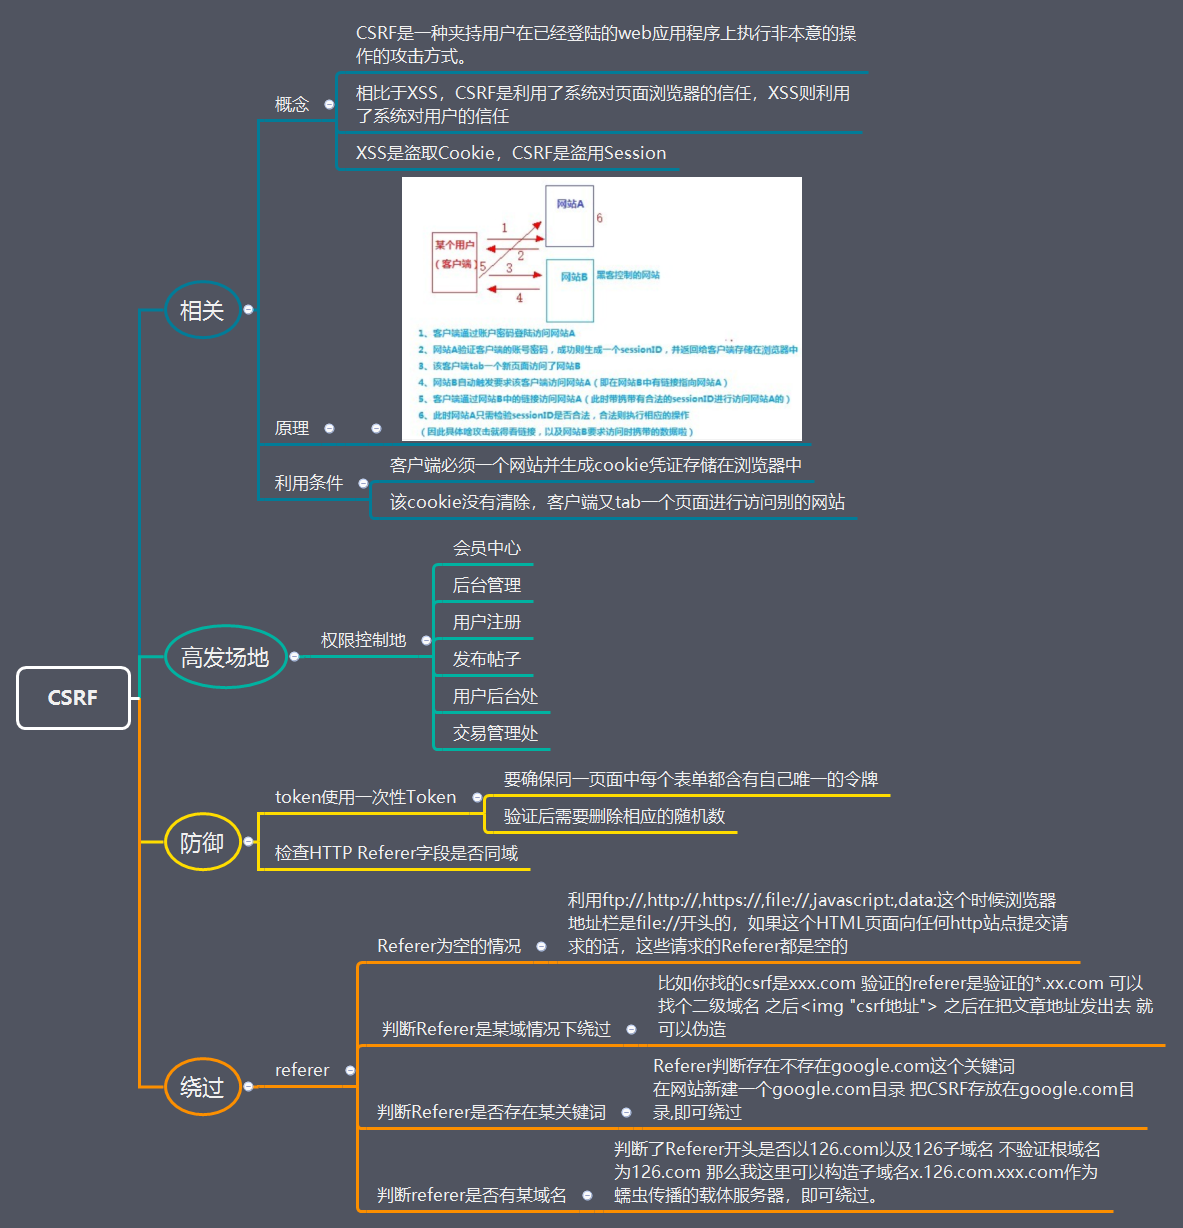 CSRF是一种夹持用户在已经登陆的web应用程序上执行非本意的操
作的攻击方式。
概念
相比于XSS，CSRF是利用了系统对页面浏览器的信任，XSS则利用
了系统对用户的信任
XSS是盗取Cookie，CSRF是盗用Session
网站A
1
6
某个用户
（客户端）
2
5
3
网站B
黑客控制的网站
4
相关
1、客户端通过账户密码登陆访问网站A
2、网站A验证客户端的账号密码，成功则生成一个sessionID，并返回给客户端存储在浏览器中
3、该客户端tab一个新页面访问了网站B
4、网站B自动触发要求该客户端访问网站A（即在网站B中有链接指向网站A）
5、客户端通过网站B中的链接访问网站A（此时带携带有合法的sessionID进行访问网站A的）
6、此时网站A只需检验sessionID是否合法，合法则执行相应的操作
（因此具体啥攻击就得看链接，以及网站B要求访问时携带的数据啦）
原理
利用条件
客户端必须一个网站并生成cookie凭证存储在浏览器中
该cookie没有清除，客户端又tab一个页面进行访问别的网站
CSRF
高发场地
权限控制地
会员中心
后台管理
用户注册
发布帖子
用户后台处
交易管理处
防御
token使用一次性Token
要确保同一页面中每个表单都含有自己唯一的令牌
验证后需要删除相应的随机数
检查HTTP Referer字段是否同域
绕过
referer
Referer为空的情况
利用ftp://,http://,https://,file://,javascript:,data:这个时候浏览器
地址栏是file://开头的，如果这个HTML页面向任何http站点提交请
求的话，这些请求的Referer都是空的
判断Referer是某域情况下绕过
比如你找的csrf是xxx.com 验证的referer是验证的*.xx.com 可以
找个二级域名 之后<img "csrf地址"> 之后在把文章地址发出去 就
可以伪造
判断Referer是否存在某关键词
Referer判断存在不存在google.com这个关键词
在网站新建一个google.com目录 把CSRF存放在google.com目
录,即可绕过
判断referer是否有某域名
判断了Referer开头是否以126.com以及126子域名 不验证根域名
为126.com 那么我这里可以构造子域名x.126.com.xxx.com作为
蠕虫传播的载体服务器，即可绕过。